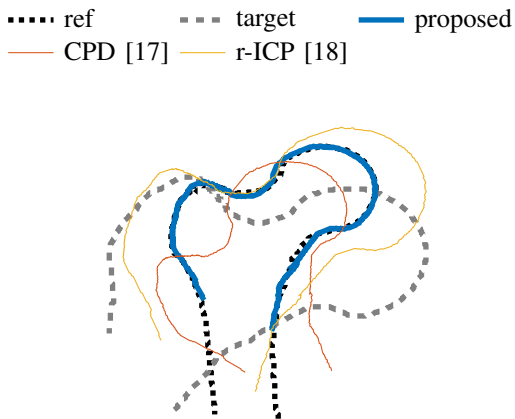 ref target proposed
CPD [17] r-ICP [18]